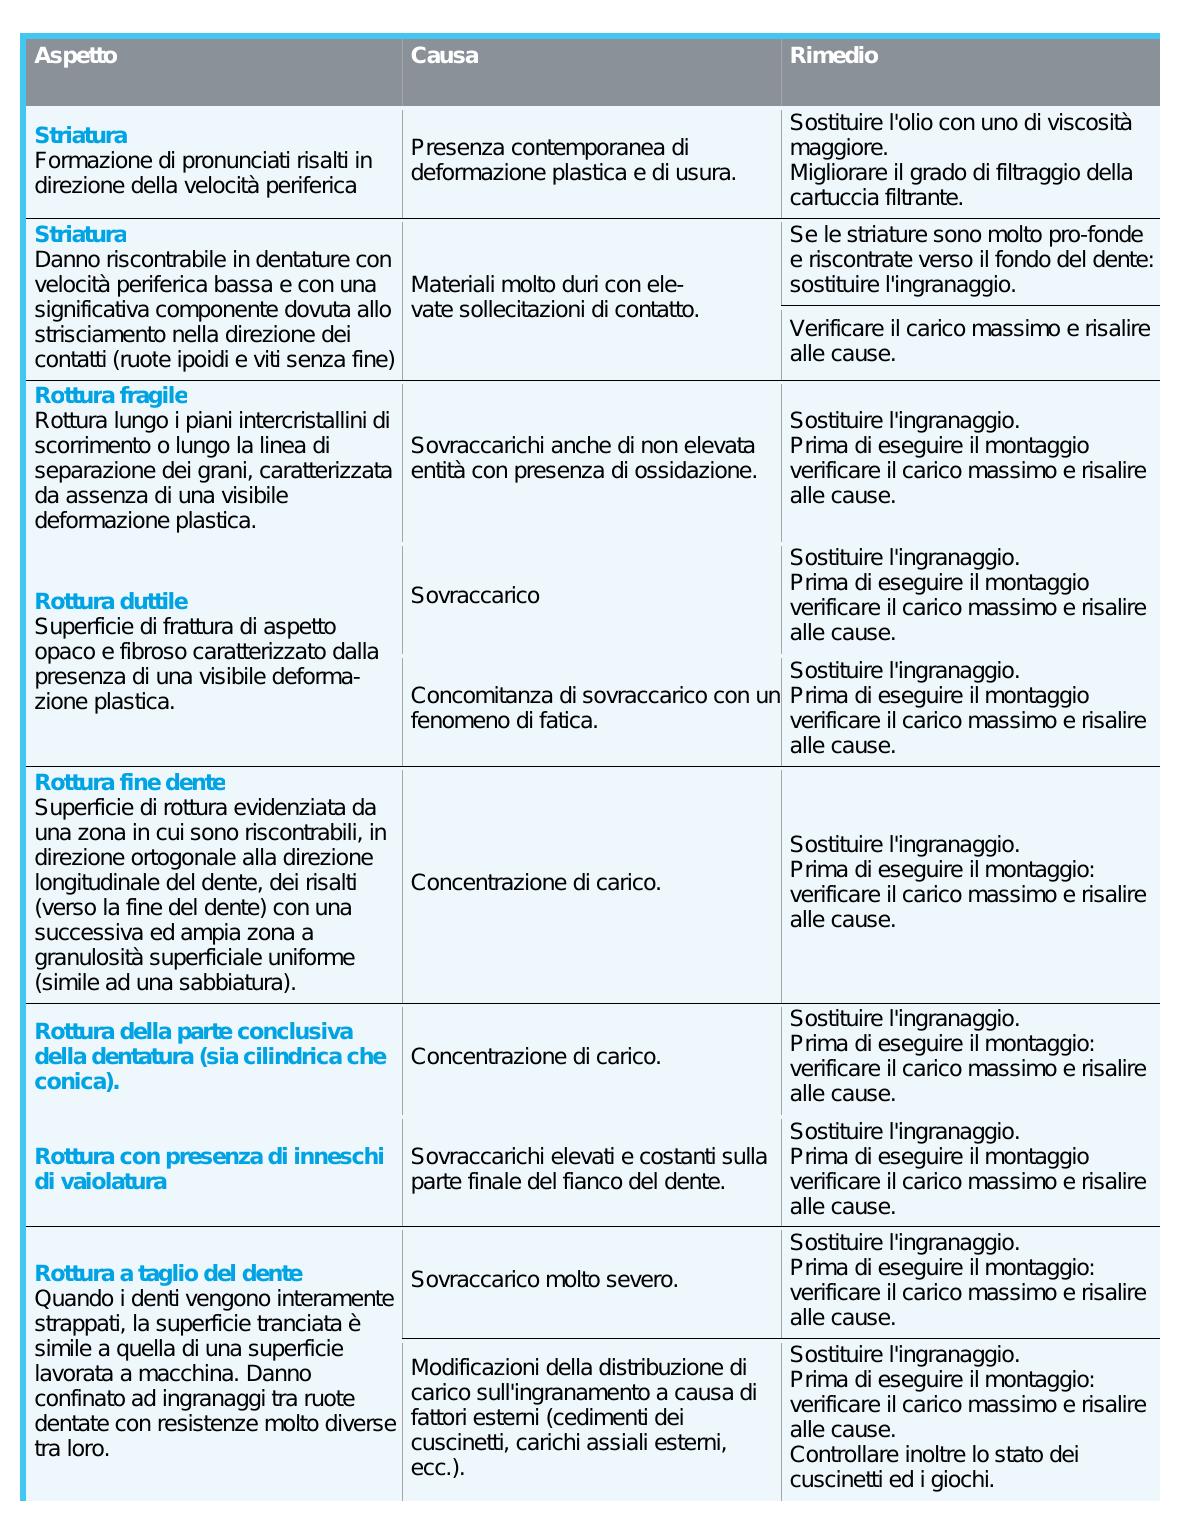 Aspetto
Causa
Rimedio
Striatura
Formazione di pronunciati risalti in
direzione della velocità periferica
Presenza contemporanea di
deformazione plastica e di usura.
Sostituire l'olio con uno di viscosità
maggiore.
Migliorare il grado di filtraggio della
cartuccia filtrante.
Striatura
Danno riscontrabile in dentature con
velocità periferica bassa e con una
significativa componente dovuta allo
strisciamento nella direzione dei
contatti (ruote ipoidi e viti senza fine)
Materiali molto duri con ele-
vate sollecitazioni di contatto.
Se le striature sono molto pro-fonde
e riscontrate verso il fondo del dente:
sostituire l'ingranaggio.
Verificare il carico massimo e risalire
alle cause.
Rottura fragile
Rottura lungo i piani intercristallini di
scorrimento o lungo la linea di
separazione dei grani, caratterizzata
da assenza di una visibile
deformazione plastica.
Sovraccarichi anche di non elevata
entità con presenza di ossidazione.
Sostituire l'ingranaggio.
Prima di eseguire il montaggio
verificare il carico massimo e risalire
alle cause.
Rottura duttile
Superficie di frattura di aspetto
opaco e fibroso caratterizzato dalla
presenza di una visibile deforma-
zione plastica.
Sovraccarico
Sostituire l'ingranaggio.
Prima di eseguire il montaggio
verificare il carico massimo e risalire
alle cause.
Concomitanza di sovraccarico con un
fenomeno di fatica.
Sostituire l'ingranaggio.
Prima di eseguire il montaggio
verificare il carico massimo e risalire
alle cause.
Rottura fine dente
Superficie di rottura evidenziata da
una zona in cui sono riscontrabili, in
direzione ortogonale alla direzione
longitudinale del dente, dei risalti
(verso la fine del dente) con una
successiva ed ampia zona a
granulosità superficiale uniforme
(simile ad una sabbiatura).
Concentrazione di carico.
Sostituire l'ingranaggio.
Prima di eseguire il montaggio:
verificare il carico massimo e risalire
alle cause.
Rottura della parte conclusiva
della dentatura (sia cilindrica che
conica).
Concentrazione di carico.
Sostituire l'ingranaggio.
Prima di eseguire il montaggio:
verificare il carico massimo e risalire
alle cause.
Rottura con presenza di inneschi
di vaiolatura
Sovraccarichi elevati e costanti sulla
parte finale del fianco del dente.
Sostituire l'ingranaggio.
Prima di eseguire il montaggio
verificare il carico massimo e risalire
alle cause.
Rottura a taglio del dente
Quando i denti vengono interamente
strappati, la superficie tranciata è
simile a quella di una superficie
lavorata a macchina. Danno
confinato ad ingranaggi tra ruote
dentate con resistenze molto diverse
tra loro.
Sovraccarico molto severo.
Sostituire l'ingranaggio.
Prima di eseguire il montaggio:
verificare il carico massimo e risalire
alle cause.
Modificazioni della distribuzione di
carico sull'ingranamento a causa di
fattori esterni (cedimenti dei
cuscinetti, carichi assiali esterni,
ecc.).
Sostituire l'ingranaggio.
Prima di eseguire il montaggio:
verificare il carico massimo e risalire
alle cause.
Controllare inoltre lo stato dei
cuscinetti ed i giochi.